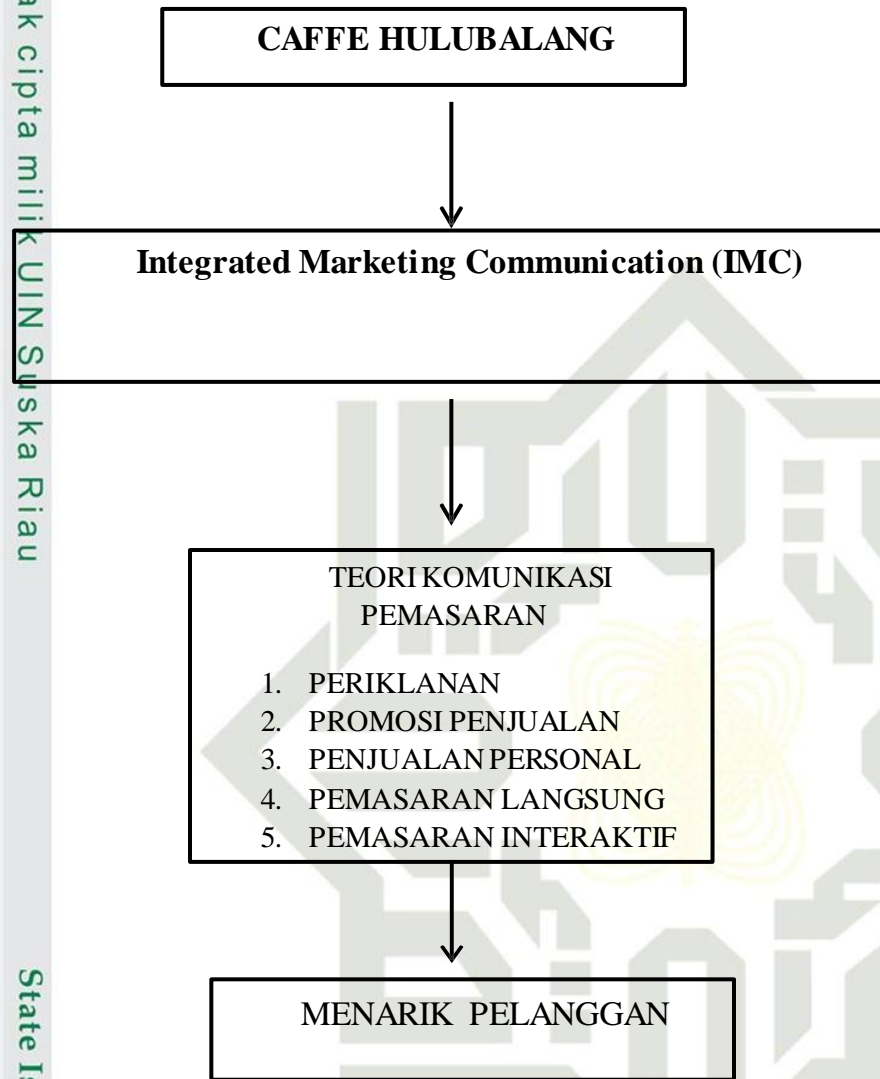 ak cipta milik UIN Suska Riau
State Is
CAFFE HULUBALANG
Integrated Marketing Communication (IMC)
TEORI KOMUNIKASI
PEMASARAN
1. PERIKLANAN
2. PROMOSI PENJUALAN
3. PENJUALAN PERSONAL
4. PEMASARAN LANGSUNG
5. PEMASARAN INTERAKTIF
MENARIK PELANGGAN